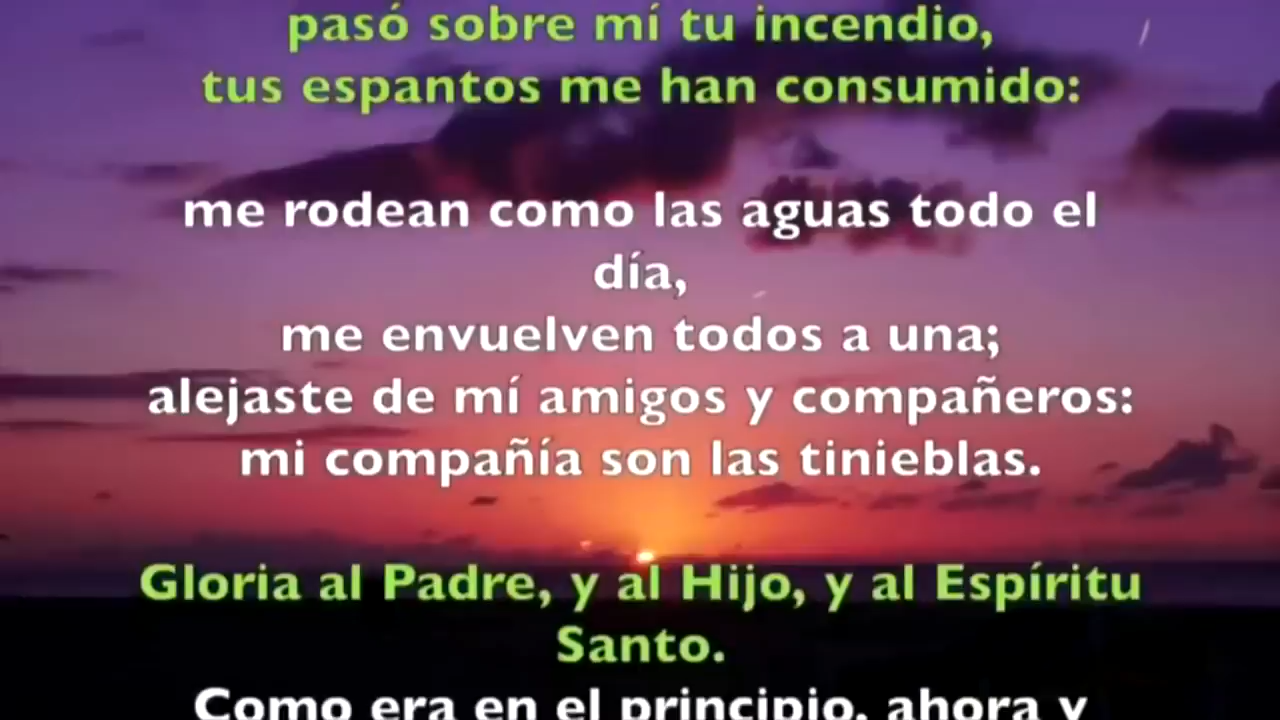 pasó sobre mí tu incendio,
tus espantos me han consumido:
me rodean como las aguas todo el
día,
me envuelven todos a una;
alejaste de mí amigos y compañeros:
mi compañía son las tinieblas.
Gloria al Padre, y al Hijo, y al Espíritu
Santo.
Como era en el principio, ahora y